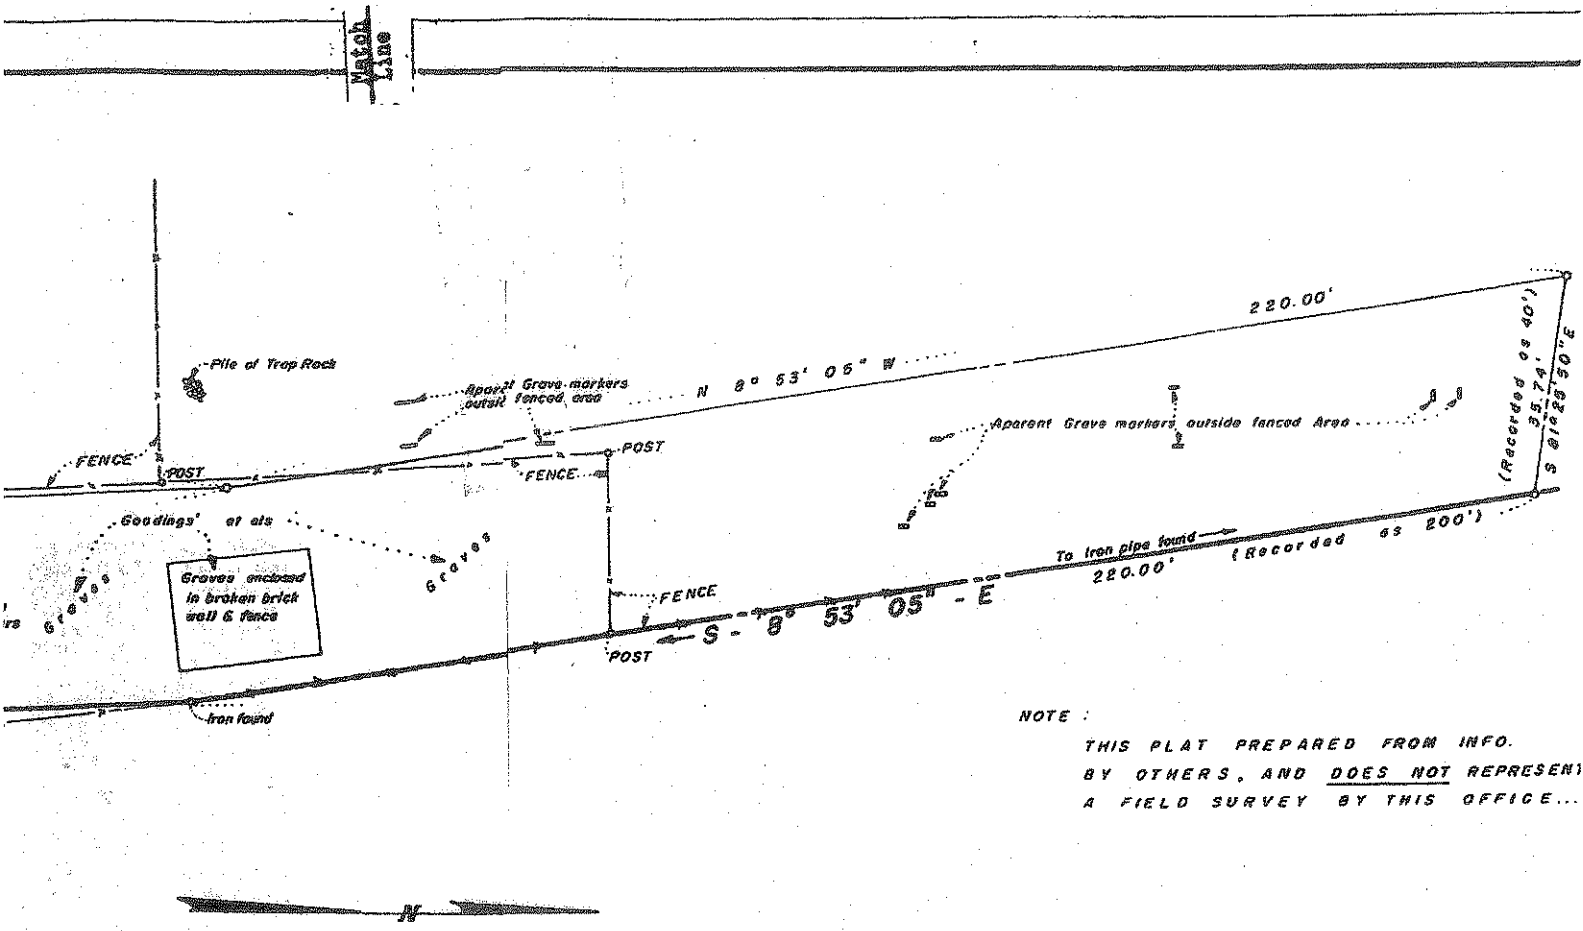 Match
Line
220.00'
(Recorded as 40')
35.74'
S 81° 25' 50" E
Pile of Trap Rock
Aparat Grave markers
outsid fenced area
N 8° 53' 05" W
Aparent Grave markers outside fenced Area
FENCE
POST
FENCE
POST
Goodings' et als
Graves
Graves enclosed
in broken brick
wall & fence
Graves
rs
To Iron pipe found
220.00' (Recorded as 200')
FENCE
S - 8° 53' 05" - E
POST
Iron found
NOTE :
THIS PLAT PREPARED FROM INFO.
BY OTHERS, AND DOES NOT REPRESENT
A FIELD SURVEY BY THIS OFFICE...
N